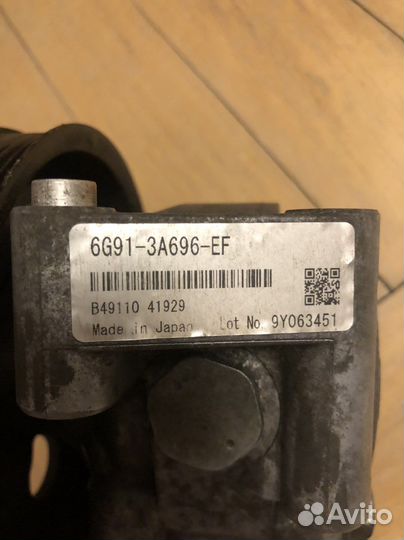 6G91-3A696-EF
B49110 41929
Made in Japan Lot No. 9Y063451
Avito